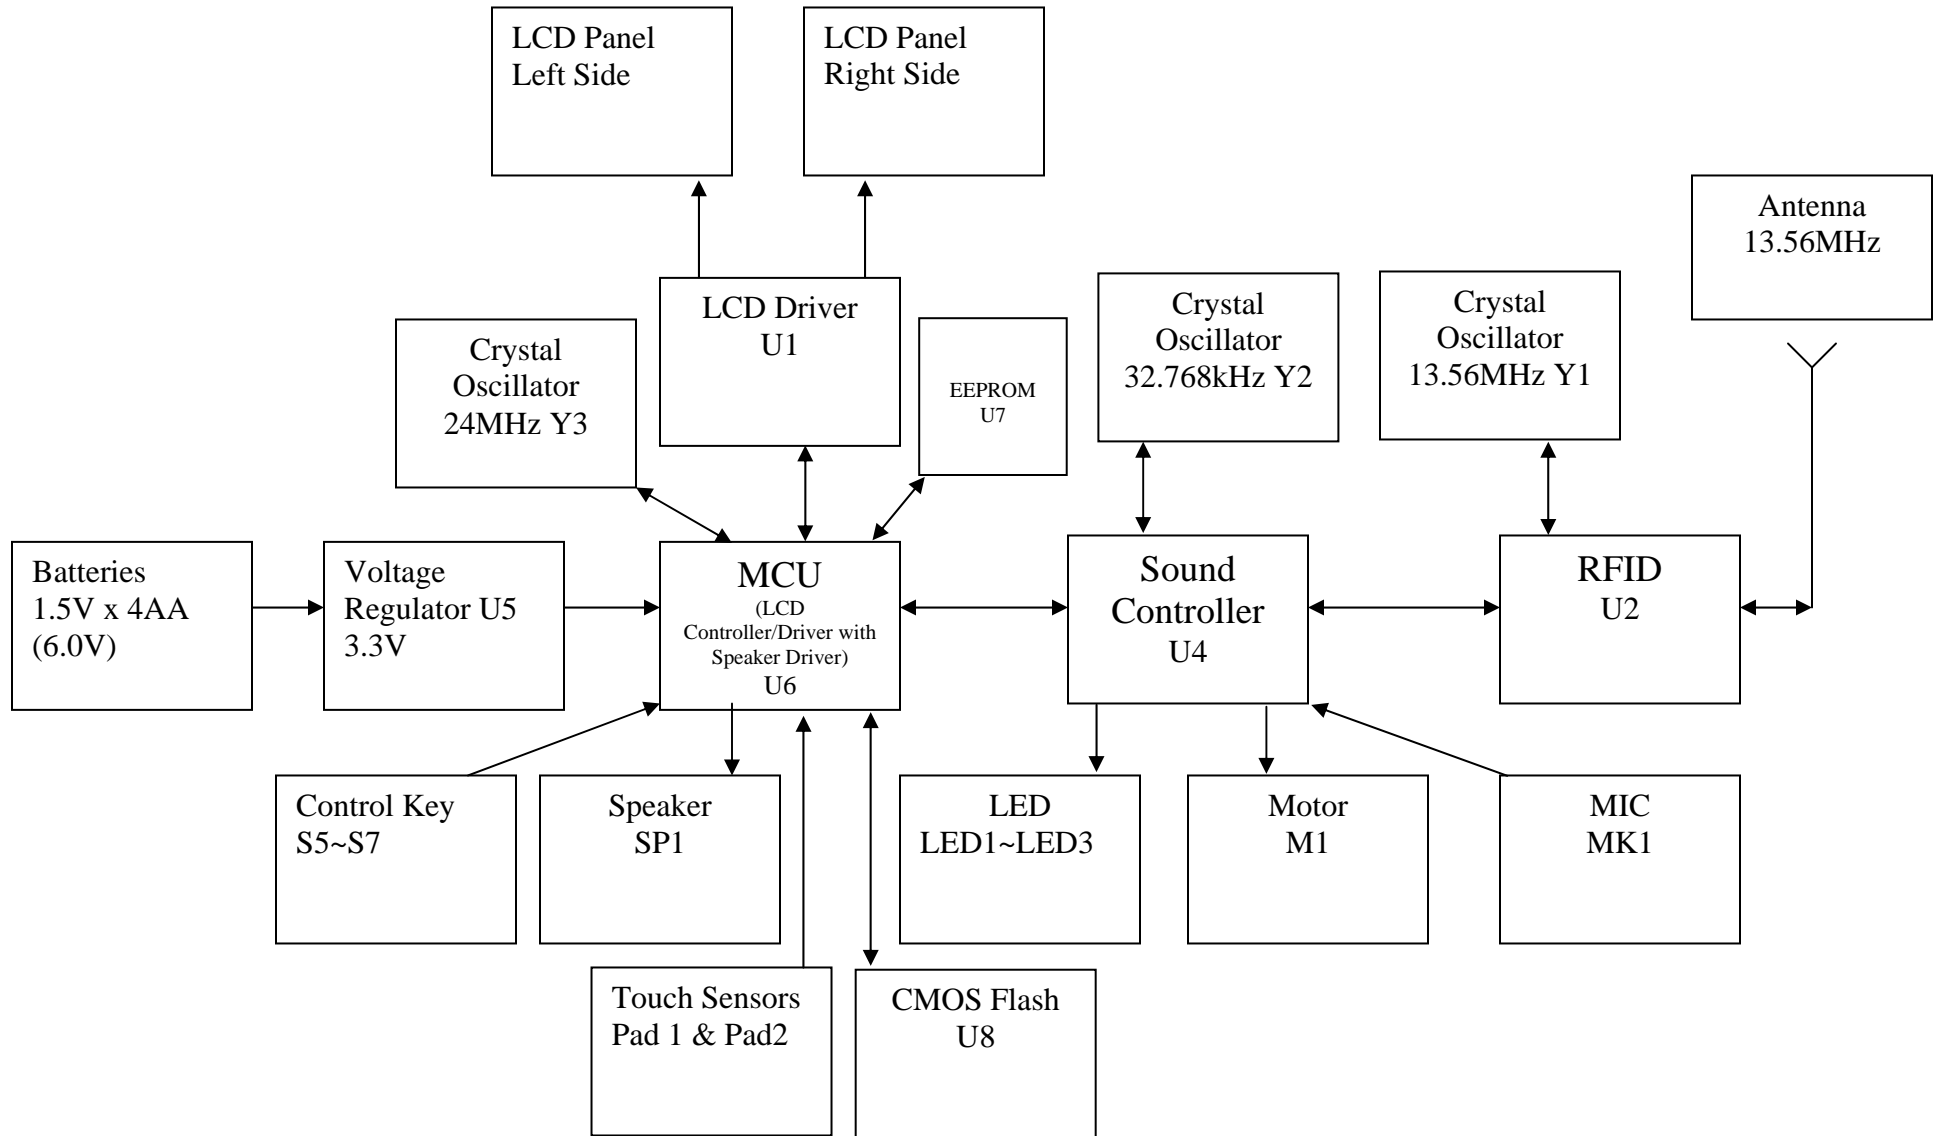 LCD Panel
Left Side
LCD Panel
Right Side
Antenna
13.56MHz
LCD Driver
U1
Crystal
Oscillator
24MHz Y3
EEPROM
U7
Crystal
Oscillator
32.768kHz Y2
Crystal
Oscillator
13.56MHz Y1
Batteries
1.5V x 4AA
(6.0V)
Voltage
Regulator U5
3.3V
MCU
(LCD
Controller/Driver with
Speaker Driver)
U6
Sound
Controller
U4
RFID
U2
Control Key
S5~S7
Speaker
SP1
LED
LED1~LED3
Motor
M1
MIC
MK1
Touch Sensors
Pad 1 & Pad2
CMOS Flash
U8